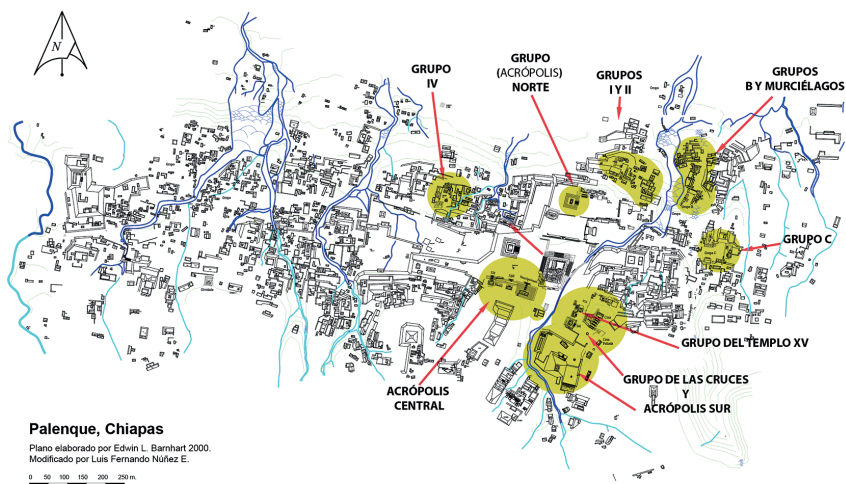 N
GRUPO
IV
GRUPO
(ACRÓPOLIS)
NORTE
GRUPOS
I Y II
GRUPOS
B Y MURCIÉLAGOS
GRUPO C
GRUPO DEL TEMPLO XV
GRUPO DE LAS CRUCES
Y
ACRÓPOLIS SUR
ACRÓPOLIS
CENTRAL
Palenque, Chiapas
Plano elaborado por Edwin L. Barnhart 2000.
Modificado por Luis Fernando Núñez E.
0 50 100 150 200 250 m.